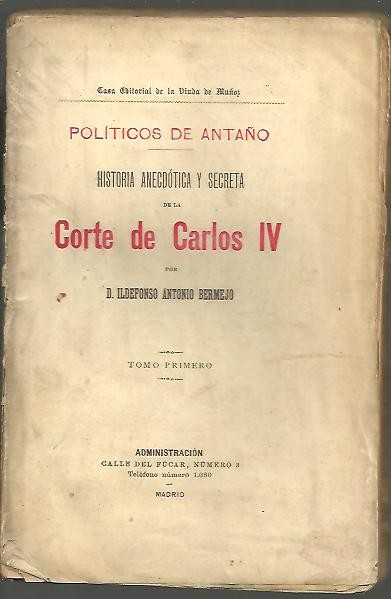 Casa Editorial de la Viuda de Muñoz
POLÍTICOS DE ANTAÑO
HISTORIA ANECDÓTICA Y SECRETA
DE LA
Corte de Carlos IV
POR
D. ILDEFONSO ANTONIO BERMEJO
TOMO PRIMERO
ADMINISTRACIÓN
CALLE DEL FÚCAR, NÚMERO 3
Teléfono número 1.080
MADRID